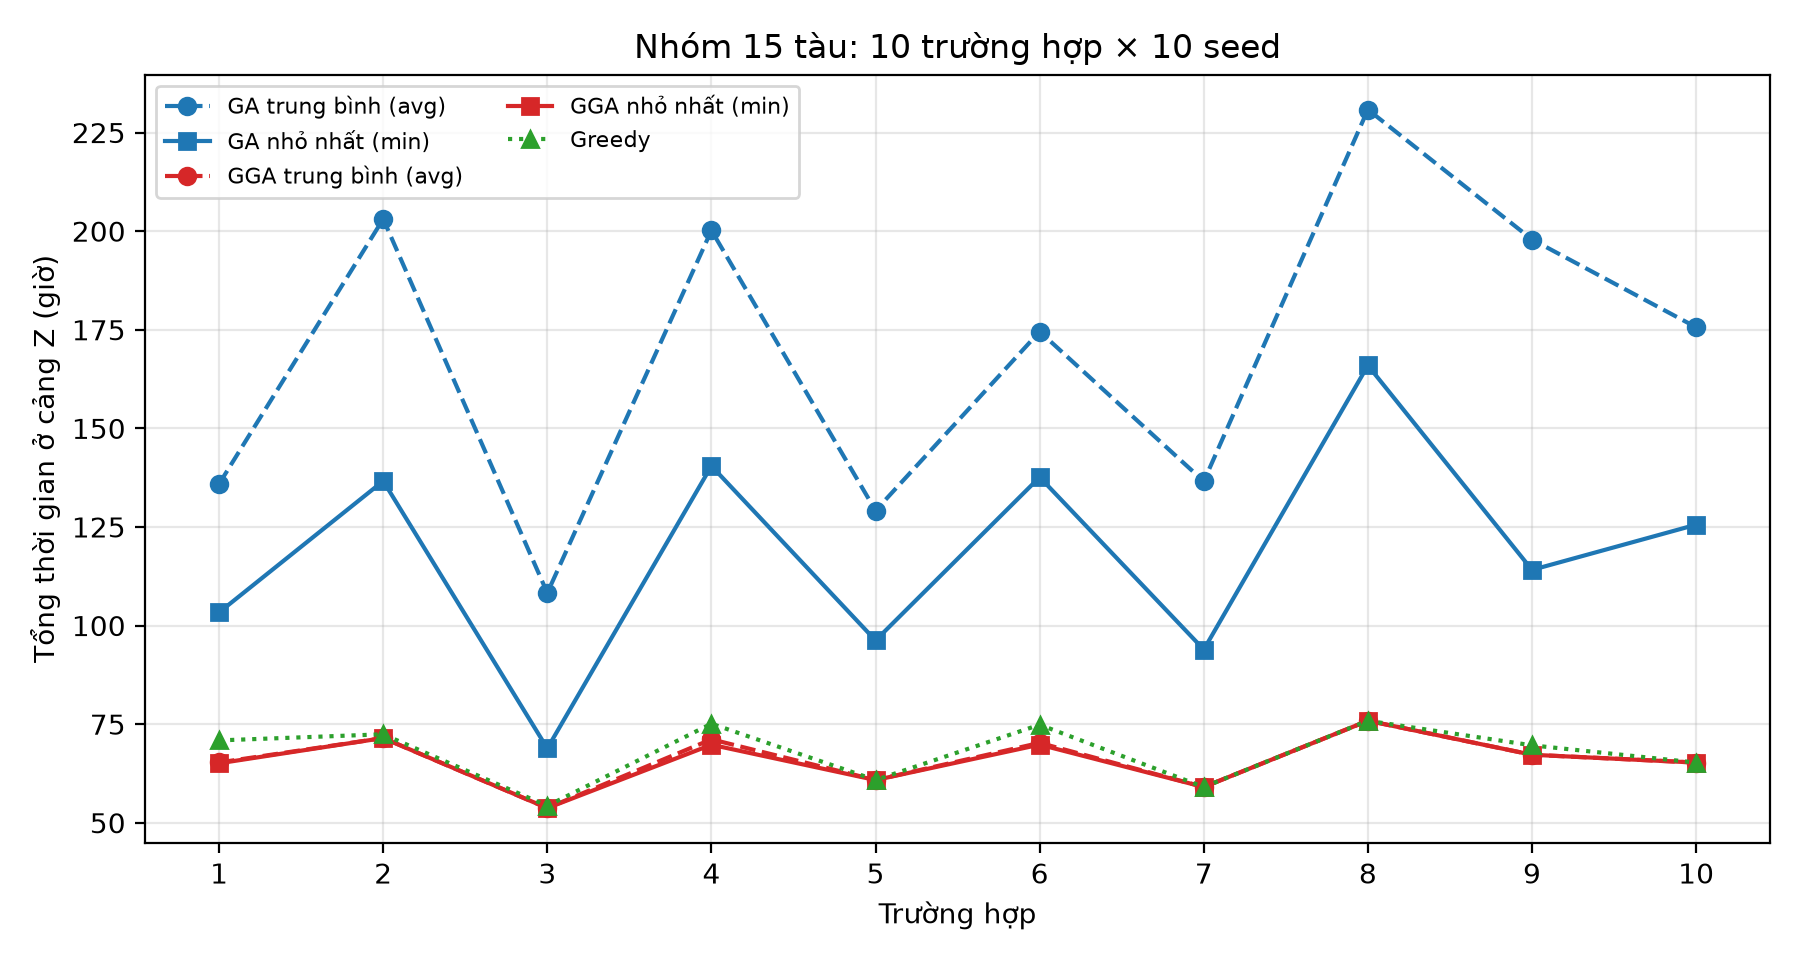 Nhóm 15 tàu: 10 trường hợp × 10 seed
GA trung bình (avg)
GA nhỏ nhất (min)
GGA trung bình (avg)
GGA nhỏ nhất (min)
Greedy
Tổng thời gian ở cảng Z (giờ)
225
200
175
150
125
100
75
50
1 2 3 4 5 6 7 8 9 10
Trường hợp